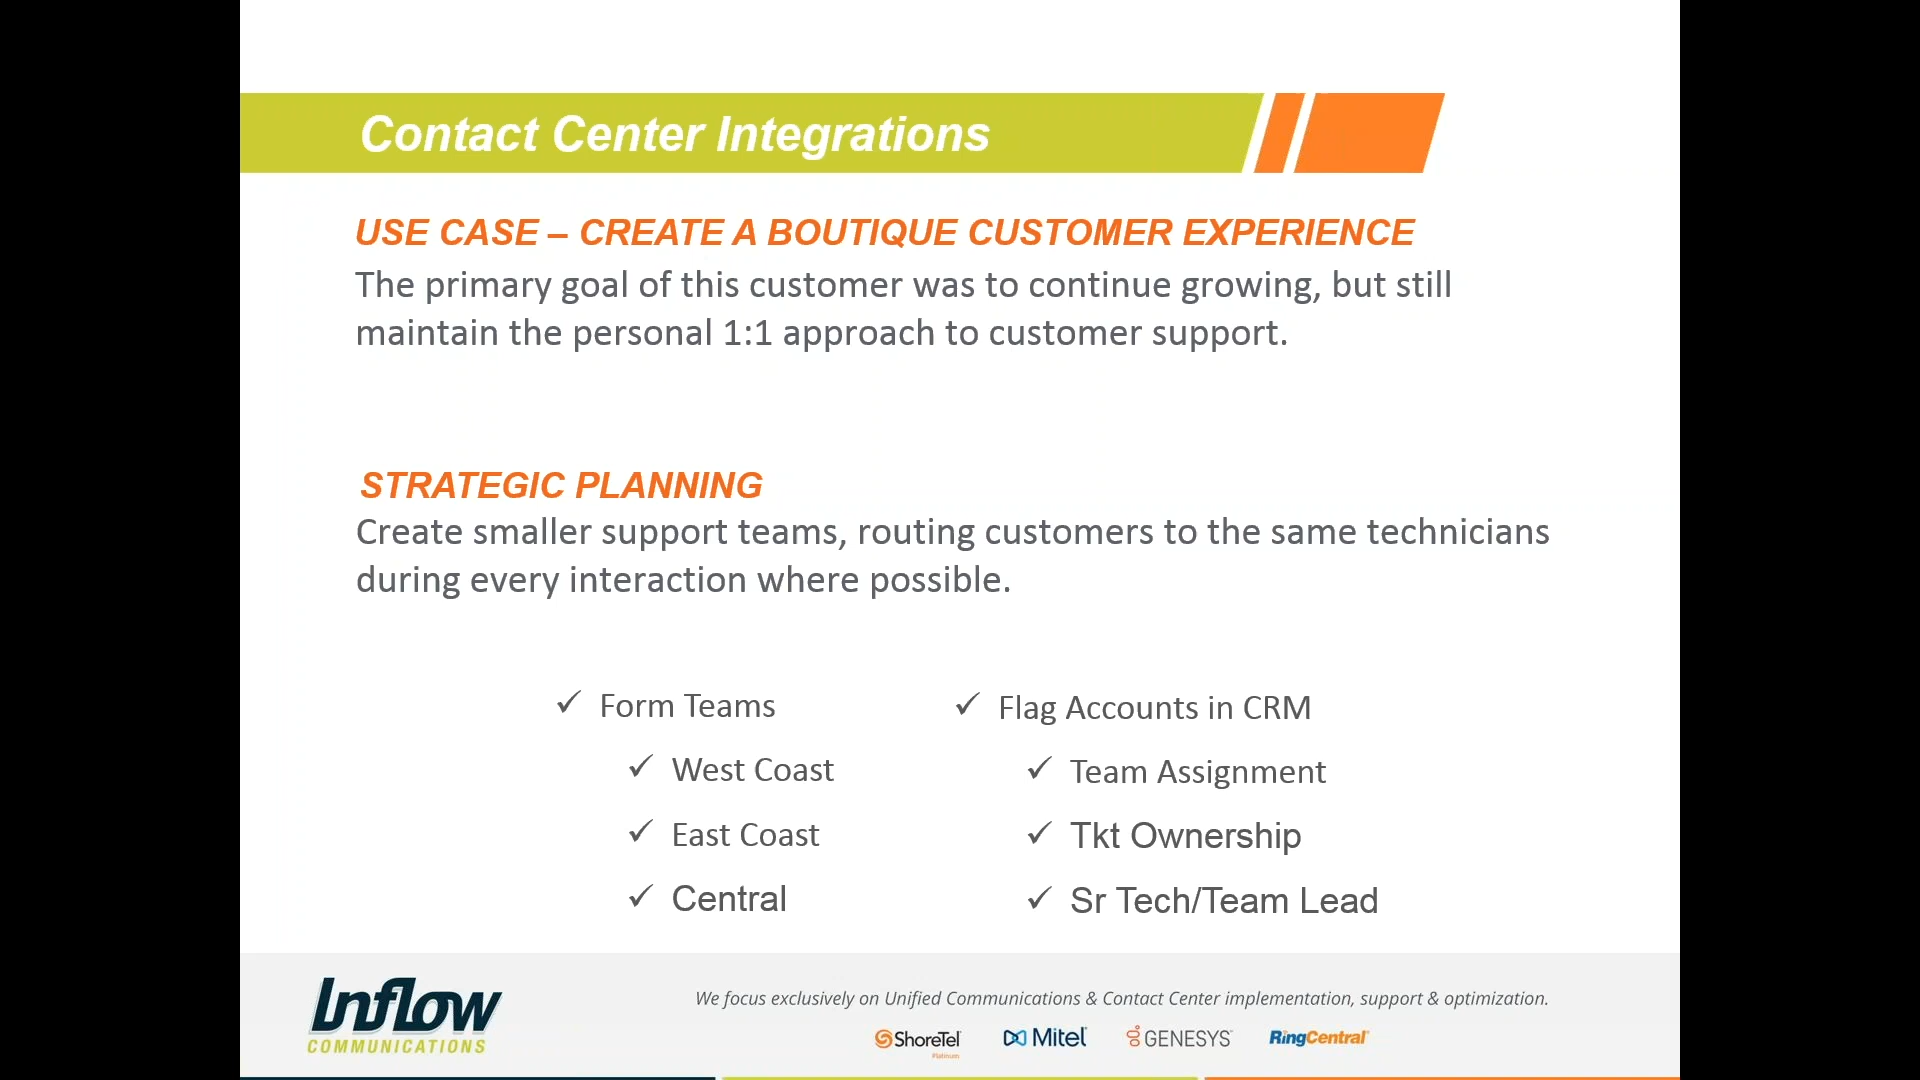 Contact Center Integrations
USE CASE – CREATE A BOUTIQUE CUSTOMER EXPERIENCE
The primary goal of this customer was to continue growing, but still
maintain the personal 1:1 approach to customer support.
STRATEGIC PLANNING
Create smaller support teams, routing customers to the same technicians
during every interaction where possible.
✓ Form Teams
✓ West Coast
✓ East Coast
✓ Central
✓ Flag Accounts in CRM
✓ Team Assignment
✓ Tkt Ownership
✓ Sr Tech/Team Lead
Inflow
COMMUNICATIONS
We focus exclusively on Unified Communications & Contact Center implementation, support & optimization.
ShoreTel
Platinum
Mitel
GENESYS
RingCentral